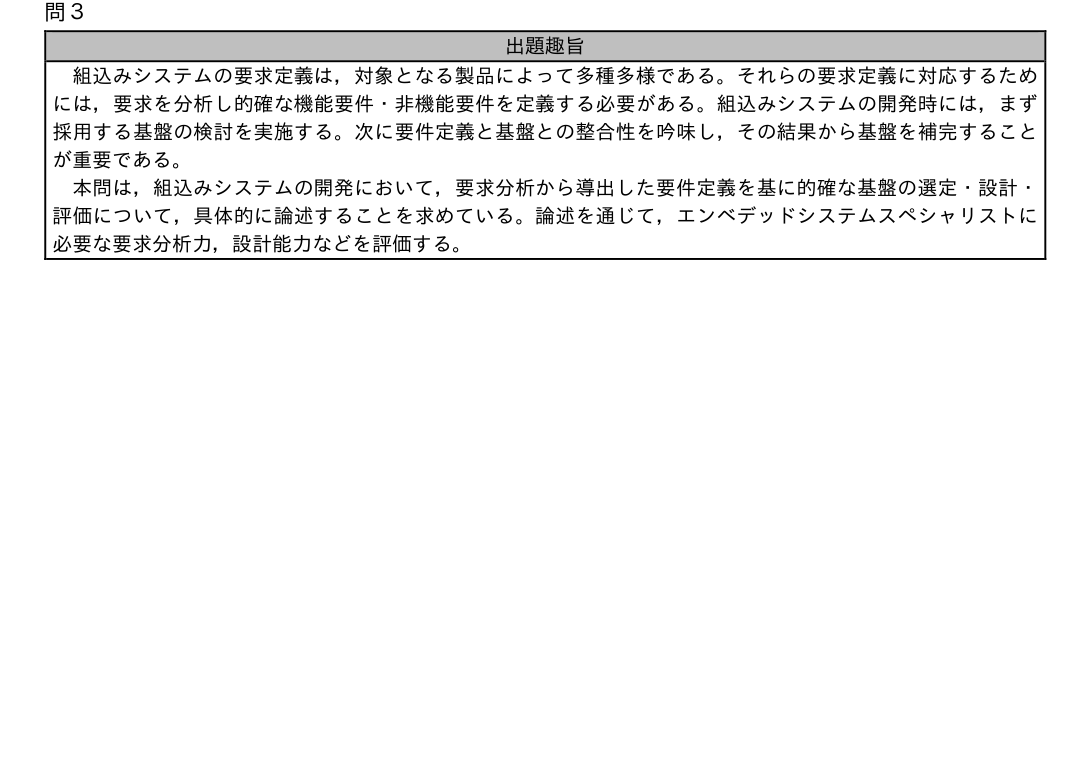 問３
出題趣旨
　組込みシステムの要求定義は，対象となる製品によって多種多様である。それらの要求定義に対応するため
には，要求を分析し的確な機能要件・非機能要件を定義する必要がある。組込みシステムの開発時には，まず
採用する基盤の検討を実施する。次に要件定義と基盤との整合性を吟味し，その結果から基盤を補完すること
が重要である。
　本問は，組込みシステムの開発において，要求分析から導出した要件定義を基に的確な基盤の選定・設計・
評価について，具体的に論述することを求めている。論述を通じて，エンベデッドシステムスペシャリストに
必要な要求分析力，設計能力などを評価する。